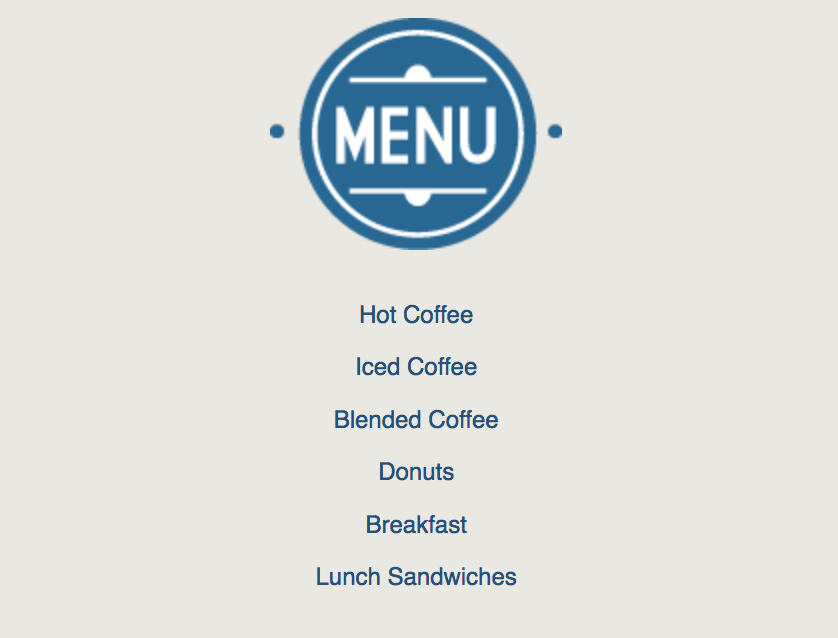 MENU
Hot Coffee
Iced Coffee
Blended Coffee
Donuts
Breakfast
Lunch Sandwiches